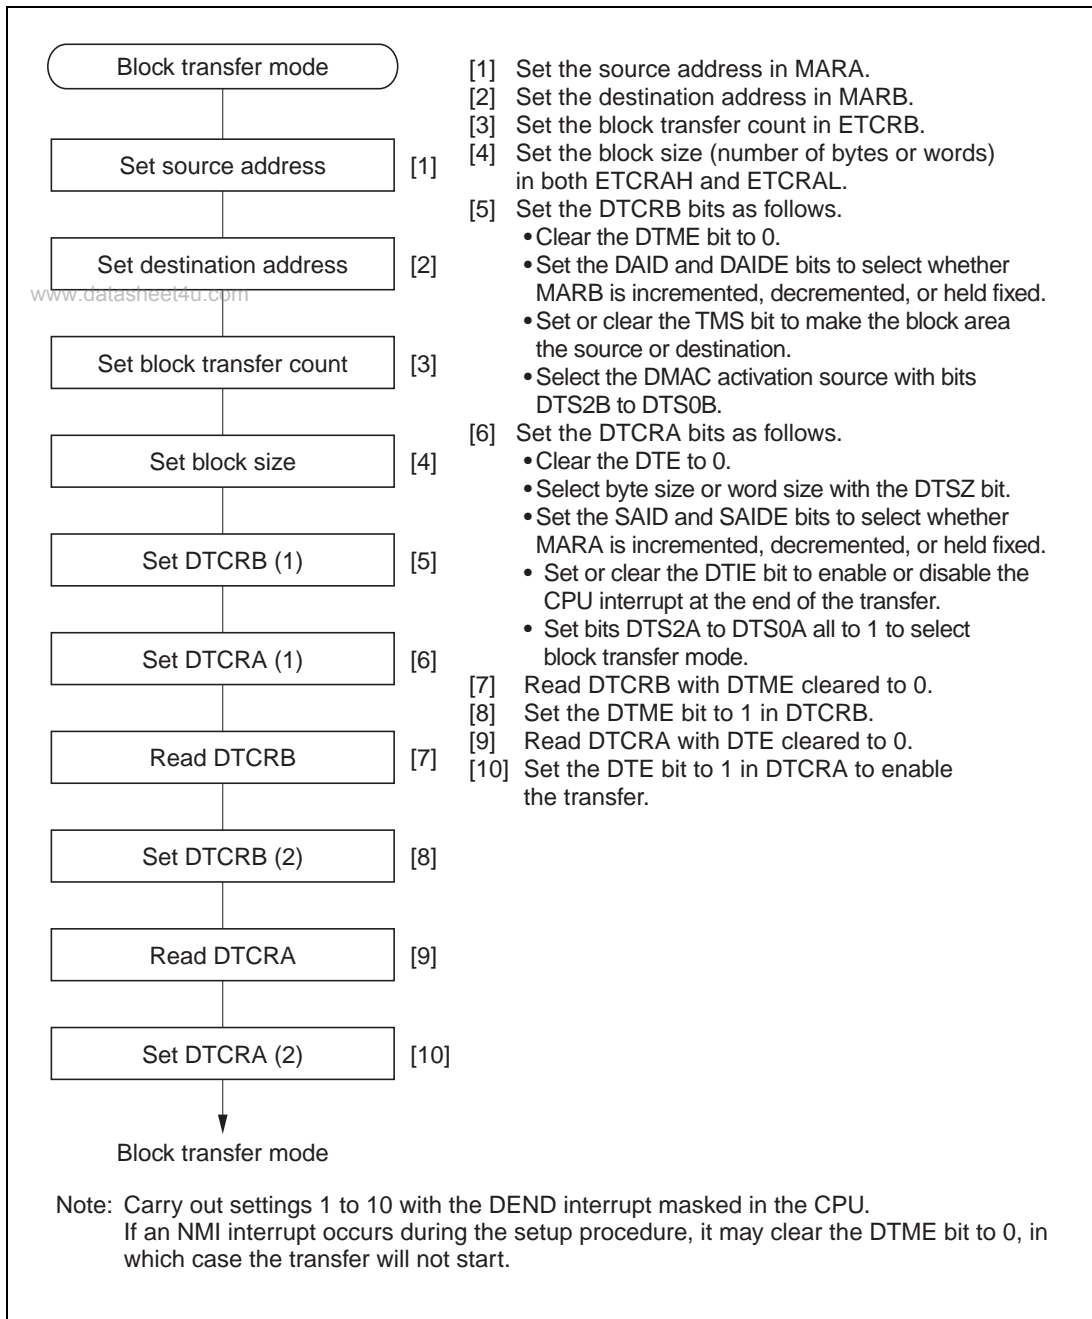 Block transfer mode
Set source address [1]
Set destination address [2]
www.datasheet4u.com
Set block transfer count [3]
Set block size [4]
Set DTCRB (1) [5]
Set DTCRA (1) [6]
Read DTCRB [7]
Set DTCRB (2) [8]
Read DTCRA [9]
Set DTCRA (2) [10]
Block transfer mode
[1] Set the source address in MARA.
[2] Set the destination address in MARB.
[3] Set the block transfer count in ETCRB.
[4] Set the block size (number of bytes or words)
in both ETCRAH and ETCRAL.
[5] Set the DTCRB bits as follows.
• Clear the DTME bit to 0.
• Set the DAID and DAIDE bits to select whether
MARB is incremented, decremented, or held fixed.
• Set or clear the TMS bit to make the block area
the source or destination.
• Select the DMAC activation source with bits
DTS2B to DTS0B.
[6] Set the DTCRA bits as follows.
• Clear the DTE to 0.
• Select byte size or word size with the DTSZ bit.
• Set the SAID and SAIDE bits to select whether
MARA is incremented, decremented, or held fixed.
• Set or clear the DTIE bit to enable or disable the
CPU interrupt at the end of the transfer.
• Set bits DTS2A to DTS0A all to 1 to select
block transfer mode.
[7] Read DTCRB with DTME cleared to 0.
[8] Set the DTME bit to 1 in DTCRB.
[9] Read DTCRA with DTE cleared to 0.
[10] Set the DTE bit to 1 in DTCRA to enable
the transfer.
Note: Carry out settings 1 to 10 with the DEND interrupt masked in the CPU.
If an NMI interrupt occurs during the setup procedure, it may clear the DTME bit to 0, in
which case the transfer will not start.